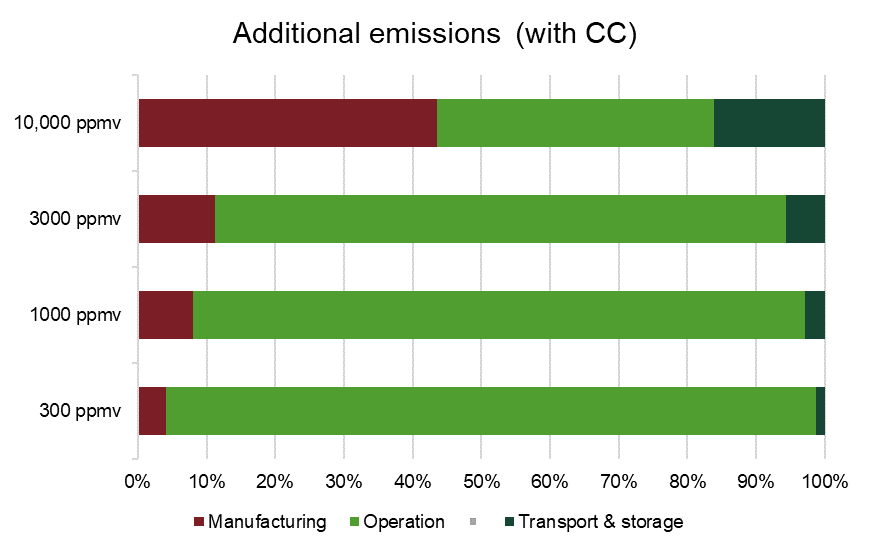 Additional emissions (with CC)
10,000 ppmv
3000 ppmv
1000 ppmv
300 ppmv
0% 10% 20% 30% 40% 50% 60% 70% 80% 90% 100%
Manufacturing Operation Transport & storage